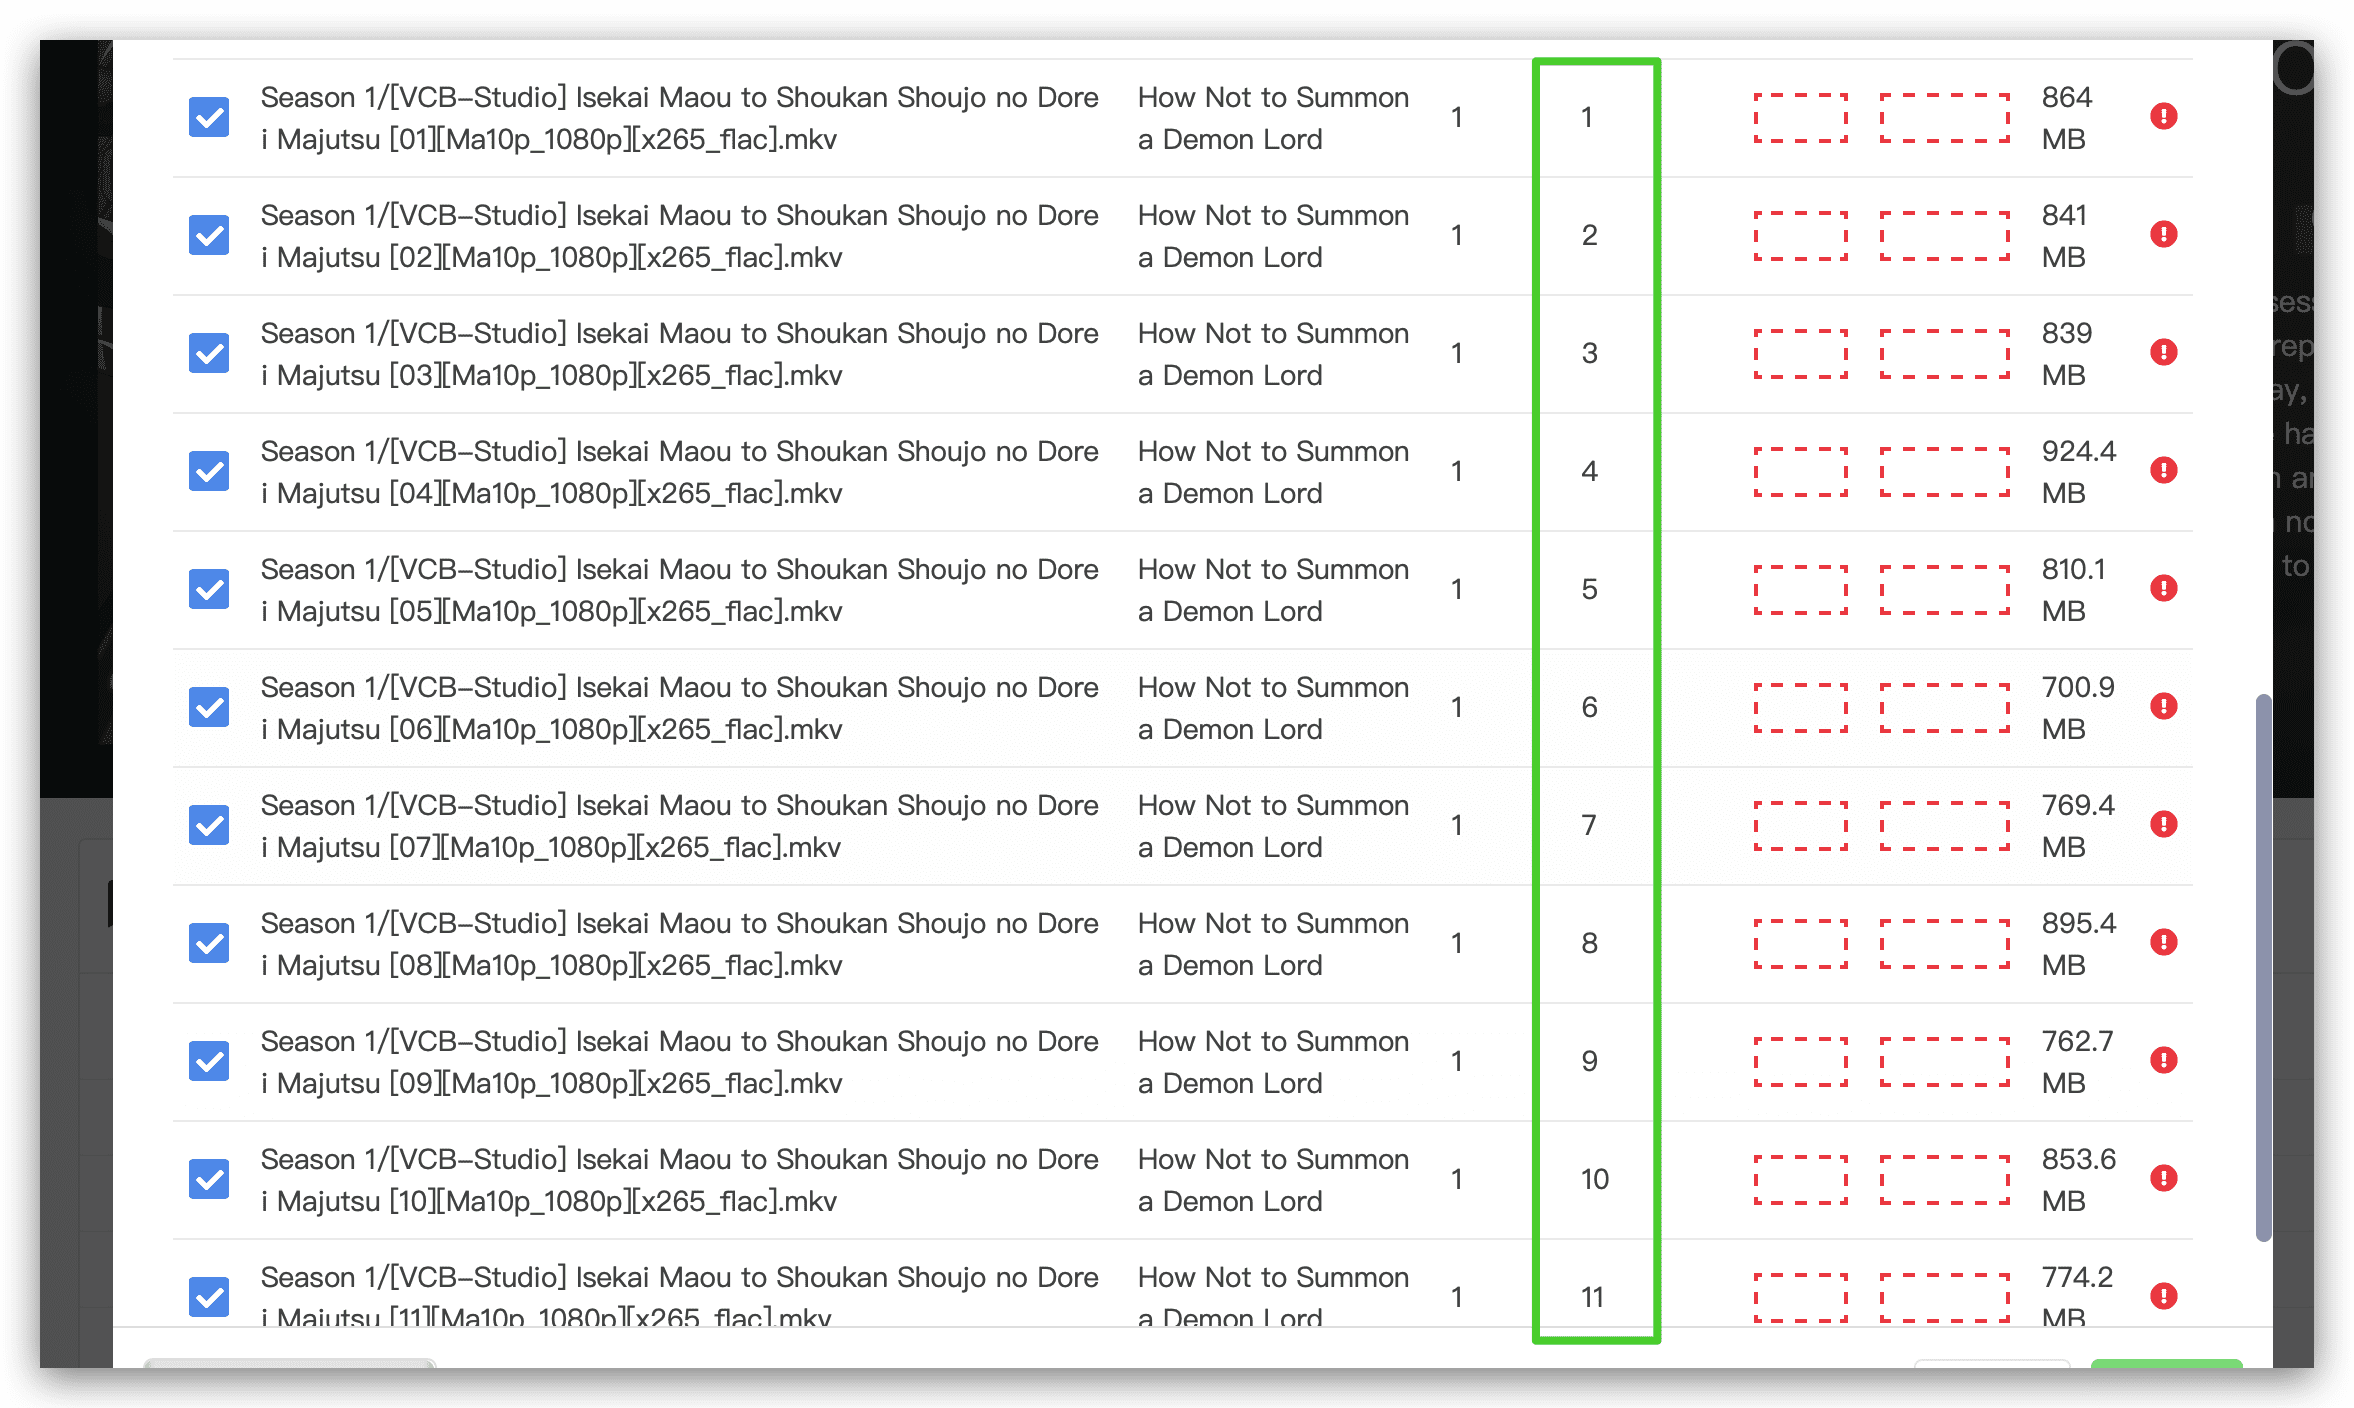 Season 1/[VCB-Studio] Isekai Maou to Shoukan Shoujo no Dore
i Majutsu [01][Ma10p_1080p][x265_flac].mkv
How Not to Summon
a Demon Lord
1
1
864
MB
Season 1/[VCB-Studio] Isekai Maou to Shoukan Shoujo no Dore
i Majutsu [02][Ma10p_1080p][x265_flac].mkv
How Not to Summon
a Demon Lord
1
2
841
MB
Season 1/[VCB-Studio] Isekai Maou to Shoukan Shoujo no Dore
i Majutsu [03][Ma10p_1080p][x265_flac].mkv
How Not to Summon
a Demon Lord
1
3
839
MB
Season 1/[VCB-Studio] Isekai Maou to Shoukan Shoujo no Dore
i Majutsu [04][Ma10p_1080p][x265_flac].mkv
How Not to Summon
a Demon Lord
1
4
924.4
MB
Season 1/[VCB-Studio] Isekai Maou to Shoukan Shoujo no Dore
i Majutsu [05][Ma10p_1080p][x265_flac].mkv
How Not to Summon
a Demon Lord
1
5
810.1
MB
Season 1/[VCB-Studio] Isekai Maou to Shoukan Shoujo no Dore
i Majutsu [06][Ma10p_1080p][x265_flac].mkv
How Not to Summon
a Demon Lord
1
6
700.9
MB
Season 1/[VCB-Studio] Isekai Maou to Shoukan Shoujo no Dore
i Majutsu [07][Ma10p_1080p][x265_flac].mkv
How Not to Summon
a Demon Lord
1
7
769.4
MB
Season 1/[VCB-Studio] Isekai Maou to Shoukan Shoujo no Dore
i Majutsu [08][Ma10p_1080p][x265_flac].mkv
How Not to Summon
a Demon Lord
1
8
895.4
MB
Season 1/[VCB-Studio] Isekai Maou to Shoukan Shoujo no Dore
i Majutsu [09][Ma10p_1080p][x265_flac].mkv
How Not to Summon
a Demon Lord
1
9
762.7
MB
Season 1/[VCB-Studio] Isekai Maou to Shoukan Shoujo no Dore
i Majutsu [10][Ma10p_1080p][x265_flac].mkv
How Not to Summon
a Demon Lord
1
10
853.6
MB
Season 1/[VCB-Studio] Isekai Maou to Shoukan Shoujo no Dore
i Majutsu [11][Ma10p_1080p][x265_flac].mkv
How Not to Summon
a Demon Lord
1
11
774.2
MB
to